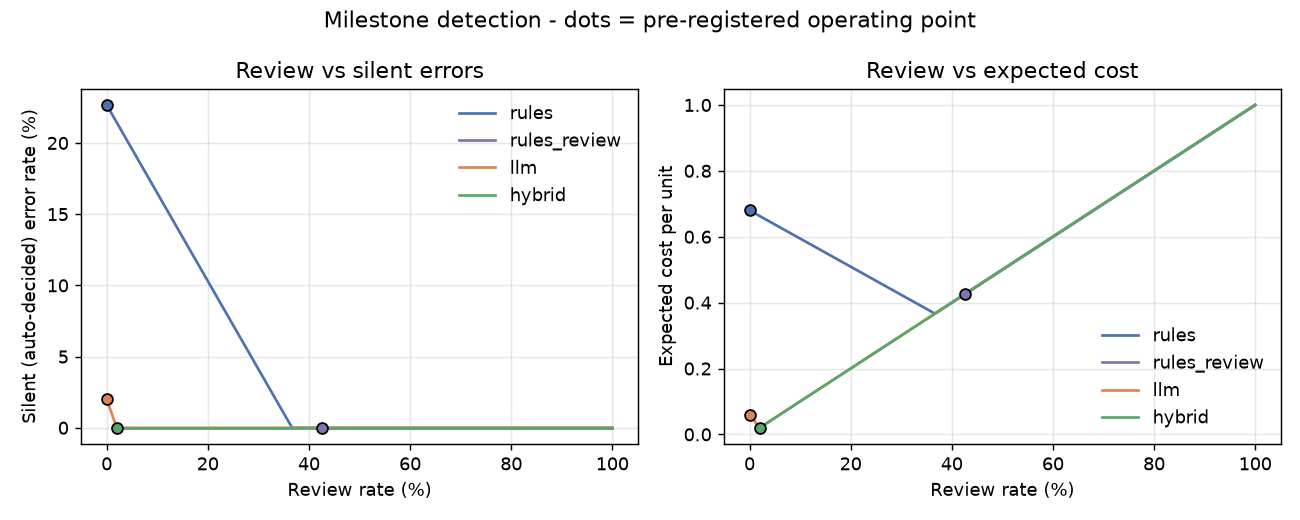 Milestone detection - dots = pre-registered operating point
Review vs silent errors
Silent (auto-decided) error rate (%)
20
15
10
5
0
0 20 40 60 80 100
Review rate (%)
rules
rules_review
llm
hybrid
Review vs expected cost
Expected cost per unit
1.0
0.8
0.6
0.4
0.2
0.0
0 20 40 60 80 100
Review rate (%)
rules
rules_review
llm
hybrid